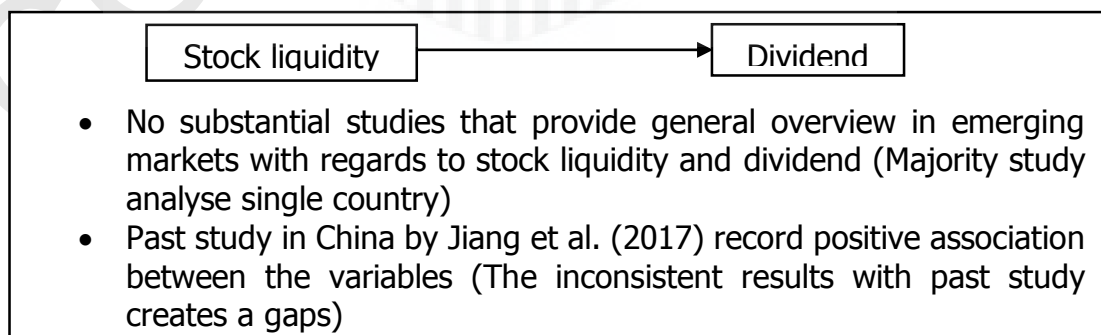 Stock liquidity Dividend
• No substantial studies that provide general overview in emerging
markets with regards to stock liquidity and dividend (Majority study
analyse single country)
• Past study in China by Jiang et al. (2017) record positive association
between the variables (The inconsistent results with past study
creates a gaps)